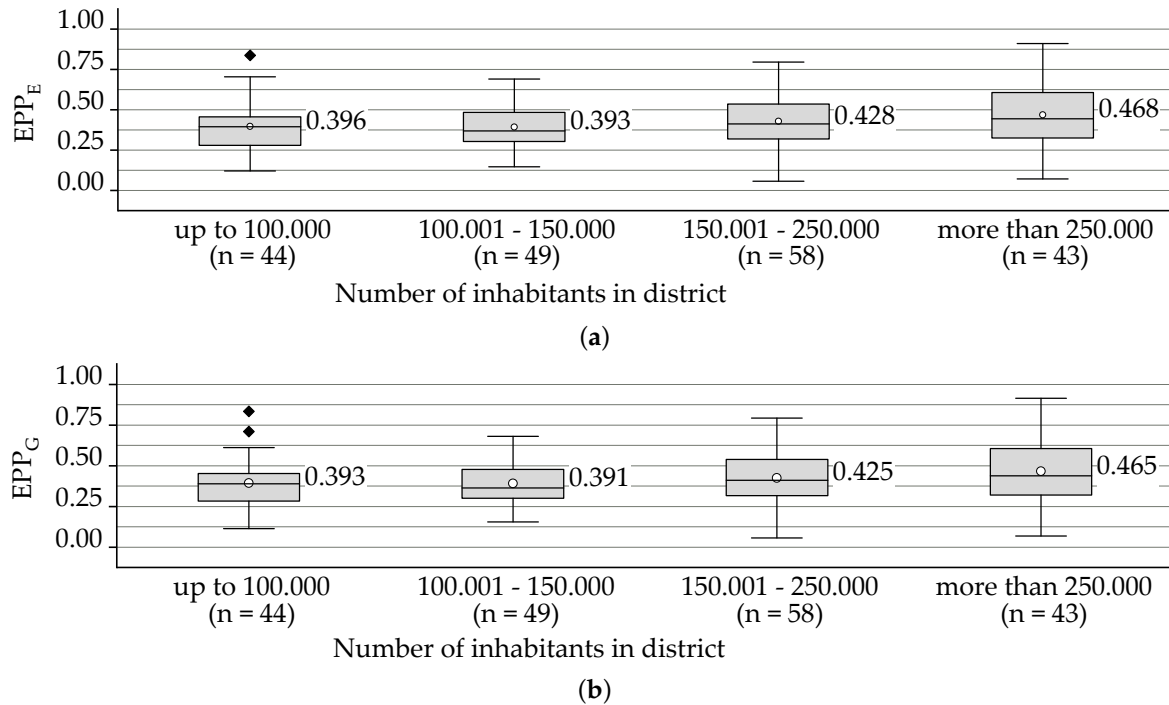 1.00
0.75
0.50
0.25
0.00
EPP_E
0.396
0.393
0.428
0.468
up to 100.000
(n = 44)
100.001 - 150.000
(n = 49)
150.001 - 250.000
(n = 58)
more than 250.000
(n = 43)
Number of inhabitants in district
(a)
1.00
0.75
0.50
0.25
0.00
EPP_G
0.393
0.391
0.425
0.465
up to 100.000
(n = 44)
100.001 - 150.000
(n = 49)
150.001 - 250.000
(n = 58)
more than 250.000
(n = 43)
Number of inhabitants in district
(b)